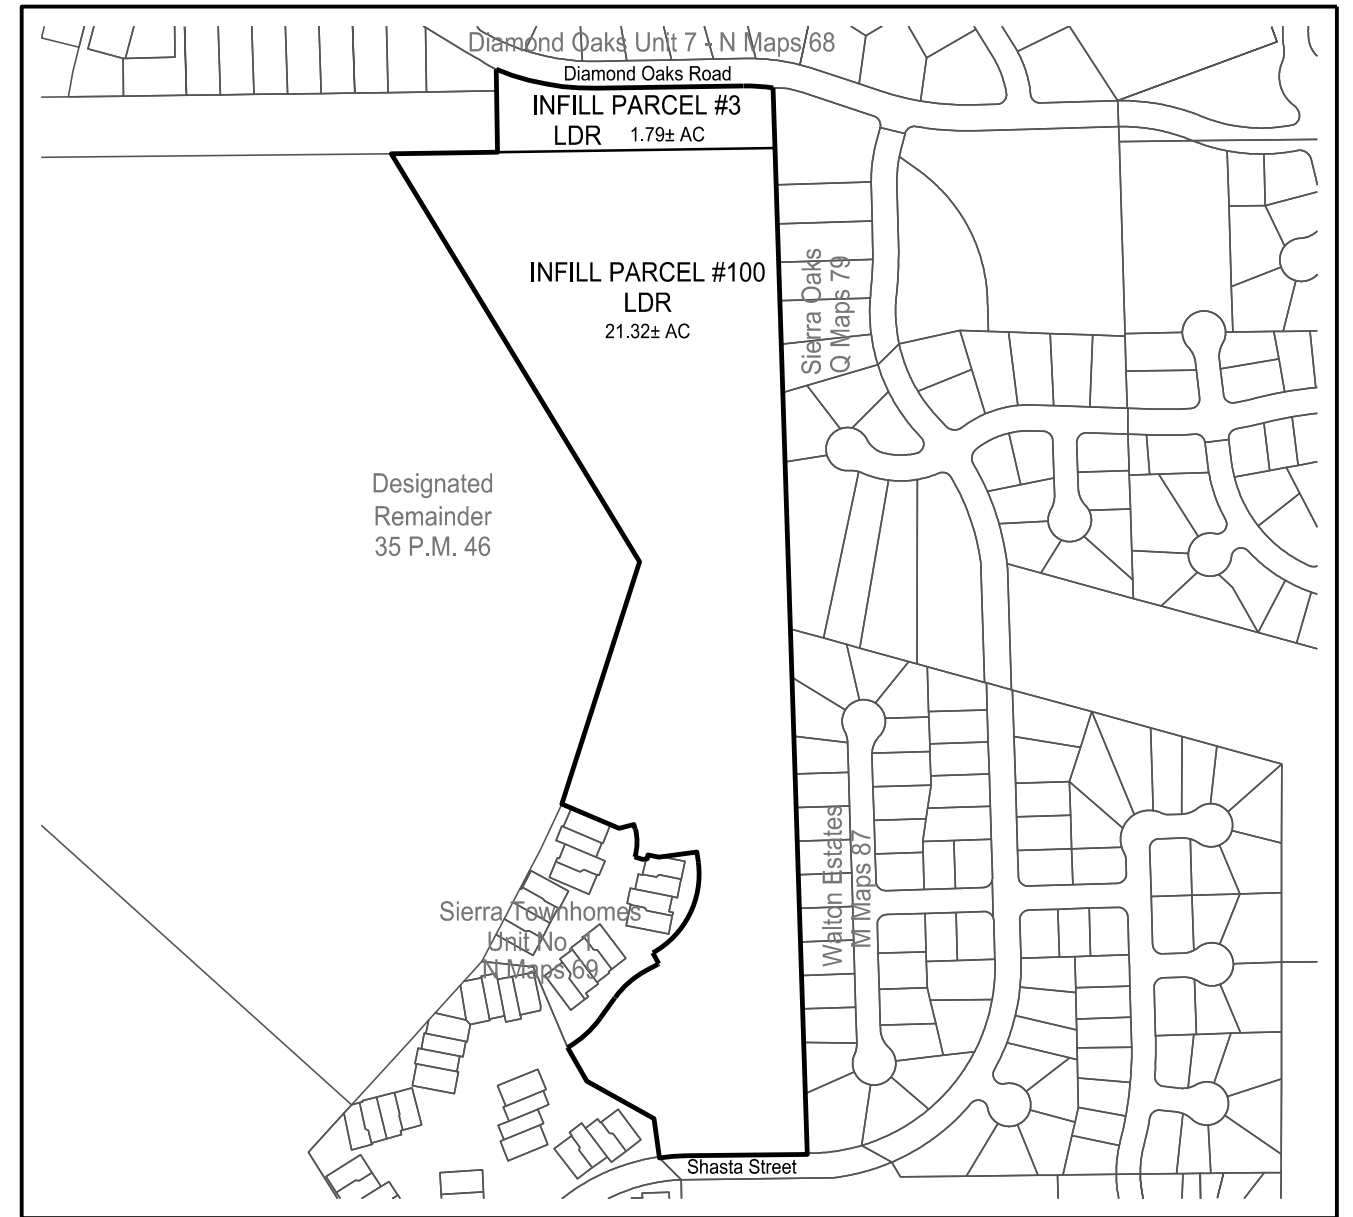 Diamond Oaks Unit 7 - N Maps 68
Diamond Oaks Road
INFILL PARCEL #3
LDR 1.79± AC
INFILL PARCEL #100
LDR
21.32± AC
Sierra Oaks
Q Maps 79
Designated
Remainder
35 P.M. 46
Walton Estates
M Maps 87
Sierra Townhomes
Unit No. 1
N Maps 69
Shasta Street